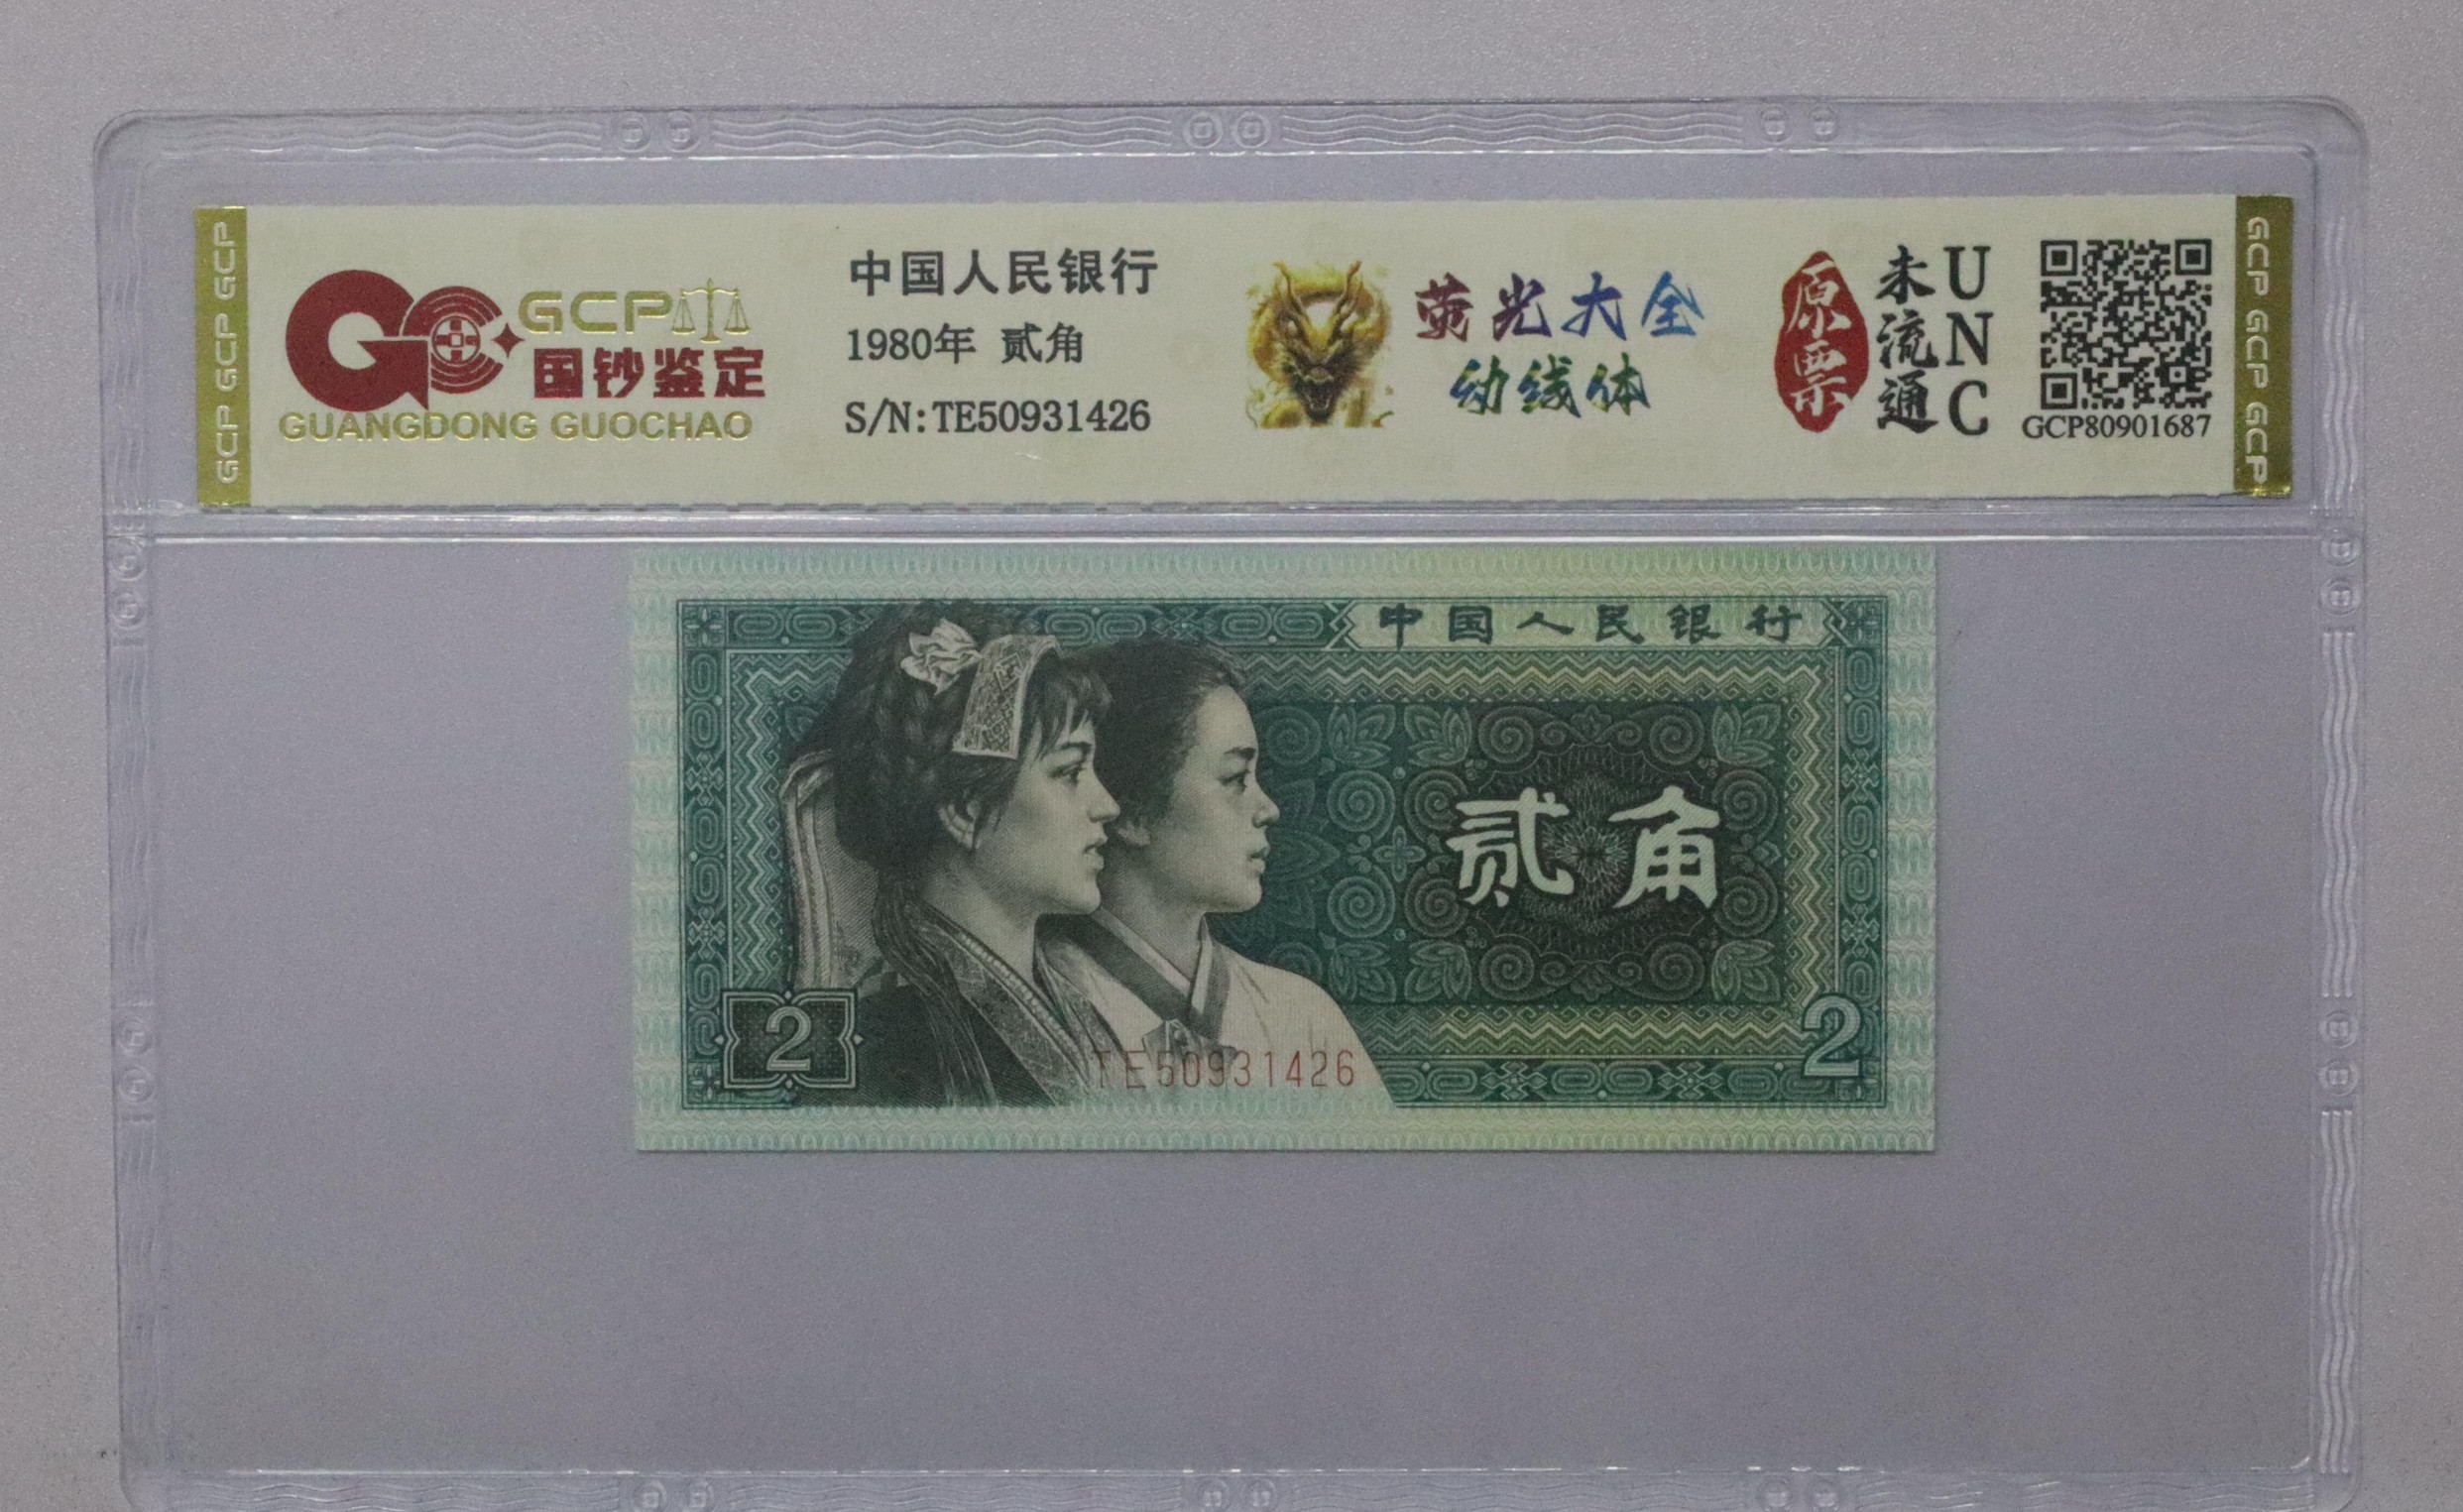 GCP GCP GCP
GCP
国钞鉴定
GUANGDONG GUOCHAO
中国人民银行
1980年 贰角
S/N:TE50931426
荧光大全
幼线体
原票
未流通
UNC
GCP80901687
GCP GCP GCP
中国人民银行
贰角
2
TE50931426
2